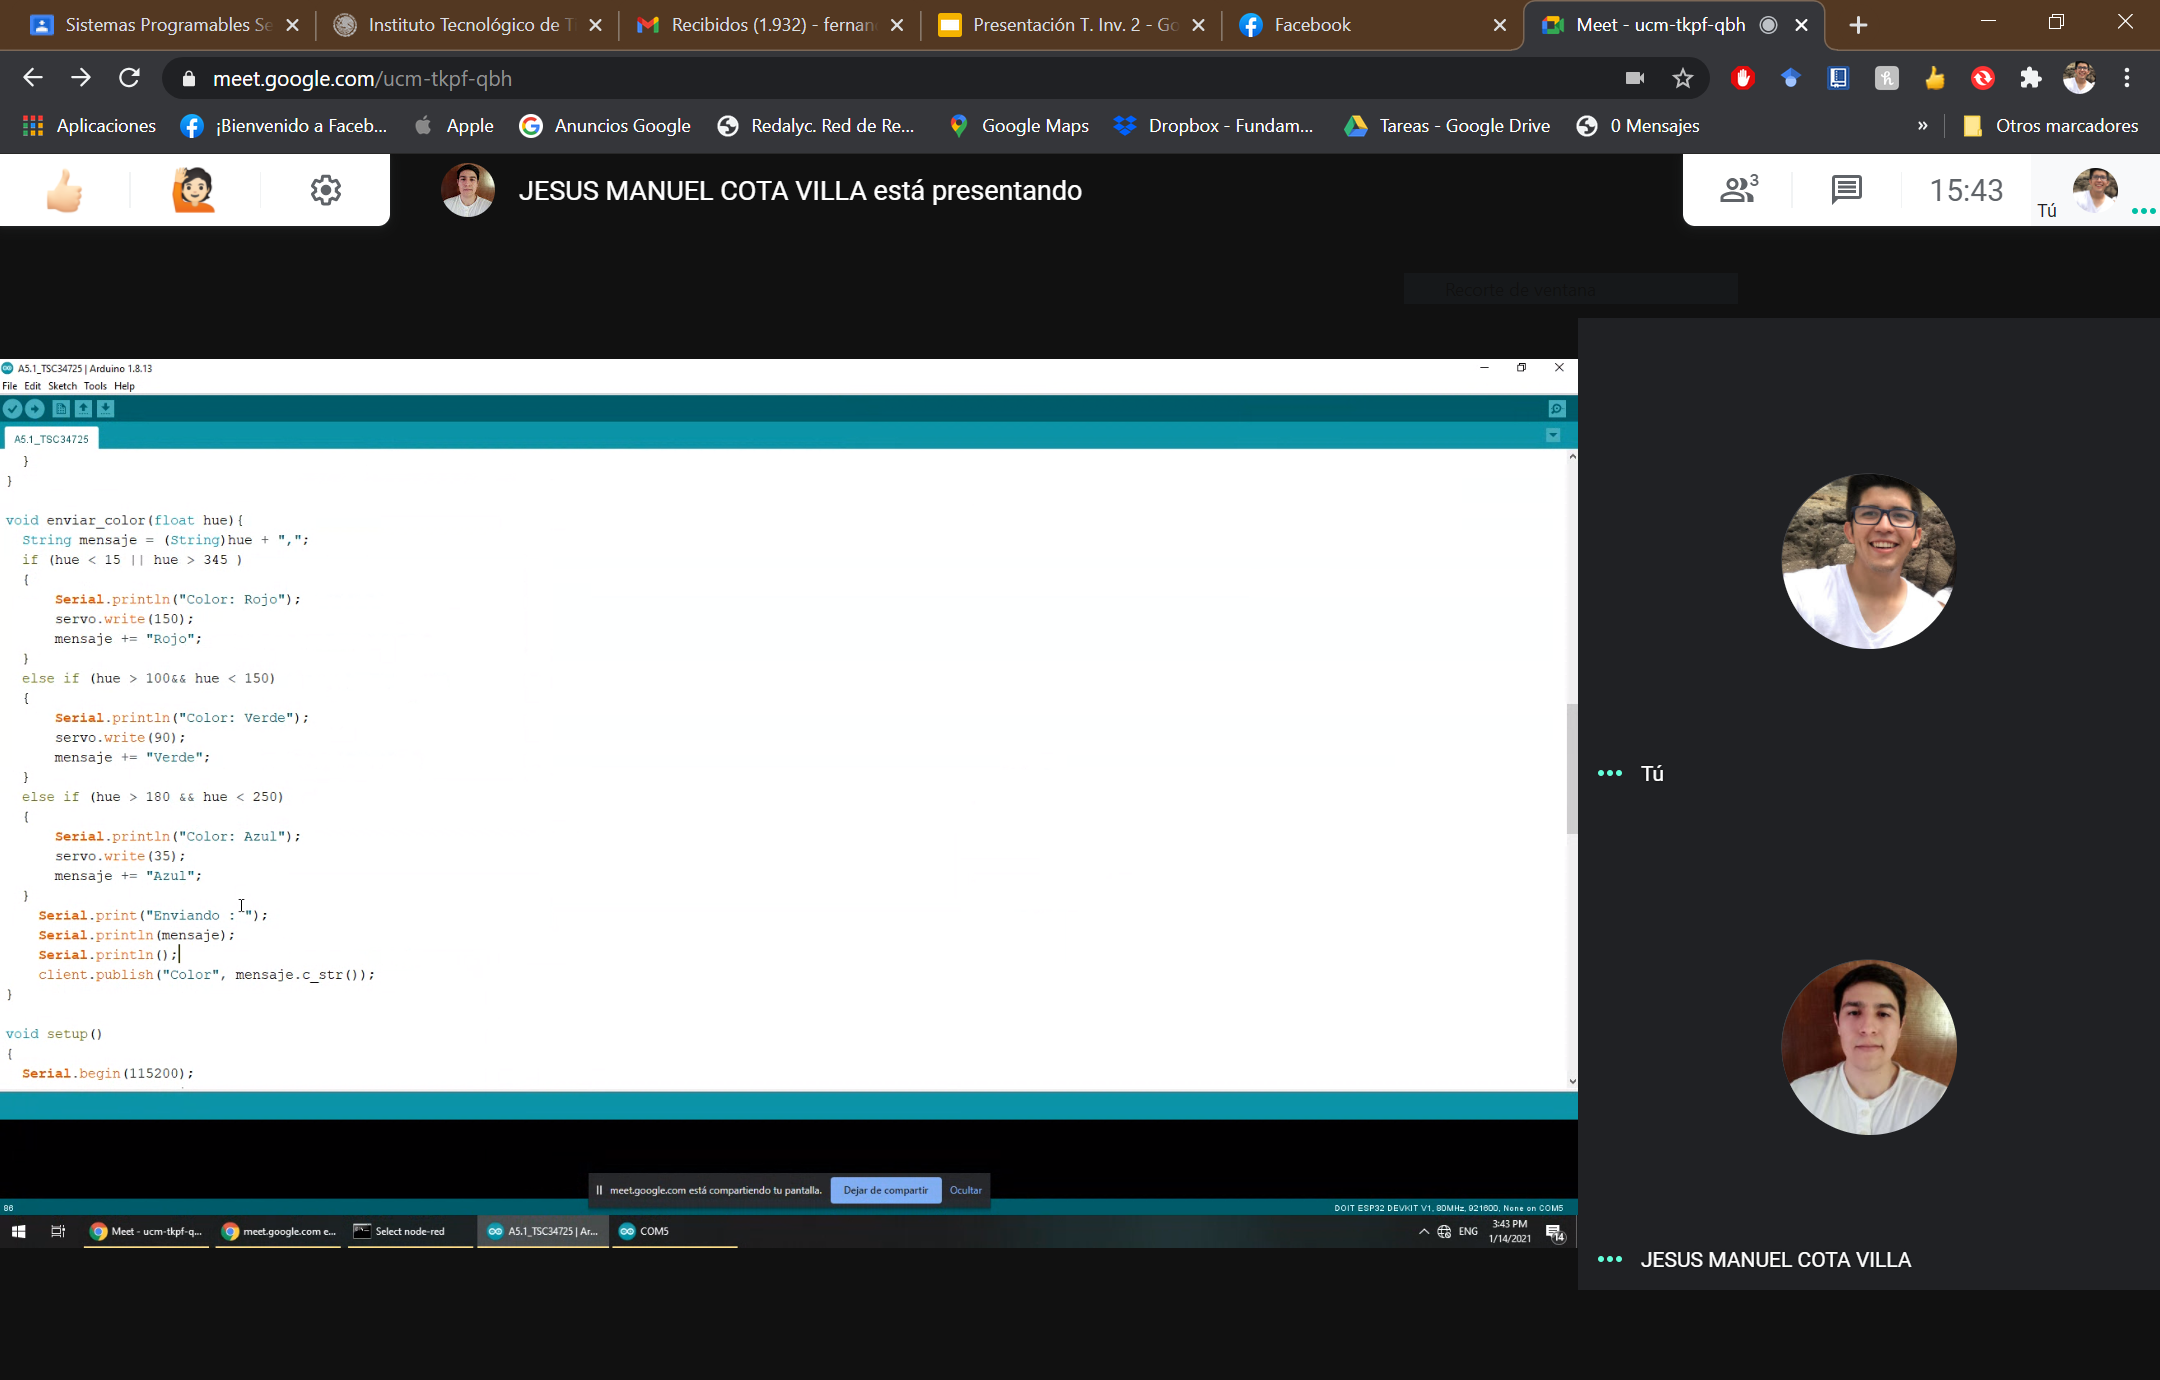 Sistemas Programables Se
Instituto Tecnológico de T
Recibidos (1.932) - fernan
Presentación T. Inv. 2 - Go
Facebook
Meet - ucm-tkpf-qbh
meet.google.com/ucm-tkpf-qbh
Aplicaciones
¡Bienvenido a Faceb...
Apple
Anuncios Google
Redalyc. Red de Re...
Google Maps
Dropbox - Fundam...
Tareas - Google Drive
0 Mensajes
»
Otros marcadores
JESUS MANUEL COTA VILLA está presentando
3
15:43
Tú
Recorte de ventana
A5.1_TSC34725 | Arduino 1.8.13
File Edit Sketch Tools Help
A5.1_TSC34725
}
}
void enviar_color(float hue){
String mensaje = (String)hue + ",";
if (hue < 15 || hue > 345 )
{
Serial.println("Color: Rojo");
servo.write(150);
mensaje += "Rojo";
}
else if (hue > 100&& hue < 150)
{
Serial.println("Color: Verde");
servo.write(90);
mensaje += "Verde";
}
else if (hue > 180 && hue < 250)
{
Serial.println("Color: Azul");
servo.write(35);
mensaje += "Azul";
}
Serial.print("Enviando : ");
Serial.println(mensaje);
Serial.println();
client.publish("Color", mensaje.c_str());
}
void setup()
{
Serial.begin(115200);
Tú
JESUS MANUEL COTA VILLA
meet.google.com está compartiendo tu pantalla.
Dejar de compartir
Ocultar
86
DOIT ESP32 DEVKIT V1, 80MHz, 921600, None on COM5
Meet - ucm-tkpf-q...
meet.google.com e...
Select node-red
A5.1_TSC34725 | Ar...
COM5
ENG
3:43 PM
1/14/2021
14